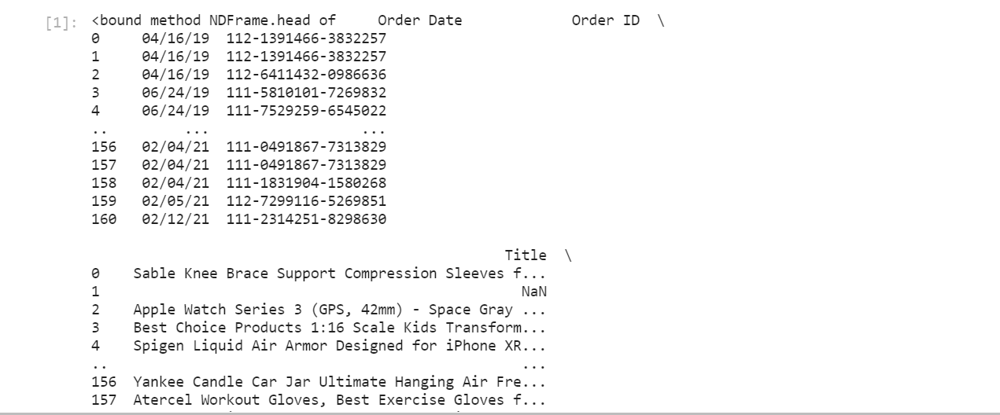 [1]: <bound method NDFrame.head of     Order Date             Order ID  \
0     04/16/19  112-1391466-3832257
1     04/16/19  112-1391466-3832257
2     04/16/19  112-6411432-0986636
3     06/24/19  111-5810101-7269832
4     06/24/19  111-7529259-6545022
..         ...                  ...
156   02/04/21  111-0491867-7313829
157   02/04/21  111-0491867-7313829
158   02/04/21  111-1831904-1580268
159   02/05/21  112-7299116-5269851
160   02/12/21  111-2314251-8298630
Title  \
0    Sable Knee Brace Support Compression Sleeves f...
1                                                  NaN
2    Apple Watch Series 3 (GPS, 42mm) - Space Gray ...
3    Best Choice Products 1:16 Scale Kids Transform...
4    Spigen Liquid Air Armor Designed for iPhone XR...
..                                                 ...
156  Yankee Candle Car Jar Ultimate Hanging Air Fre...
157  Atercel Workout Gloves, Best Exercise Gloves f...